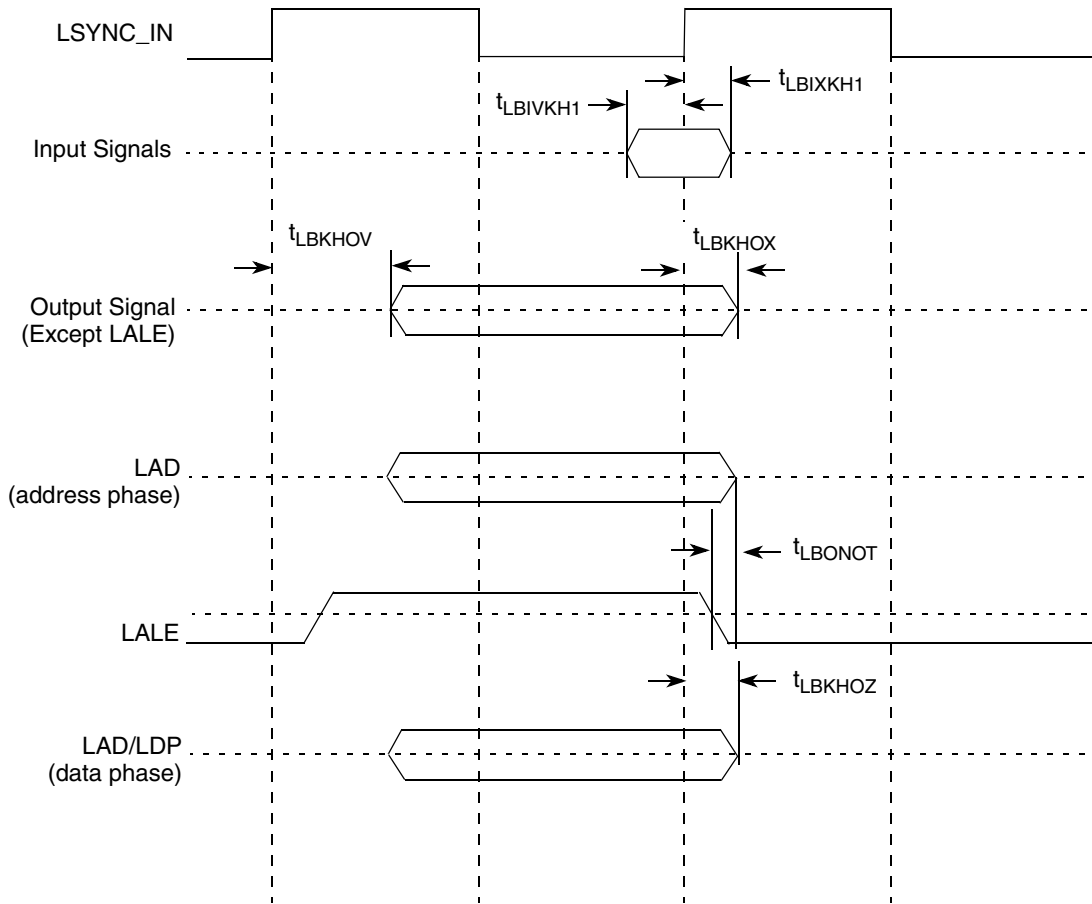 LSYNC_IN
tLBIXKH1
tLBIVKH1
Input Signals
tLBKHOV
tLBKHOX
Output Signal
(Except LALE)
LAD
(address phase)
tLBONOT
LALE
tLBKHOZ
LAD/LDP
(data phase)